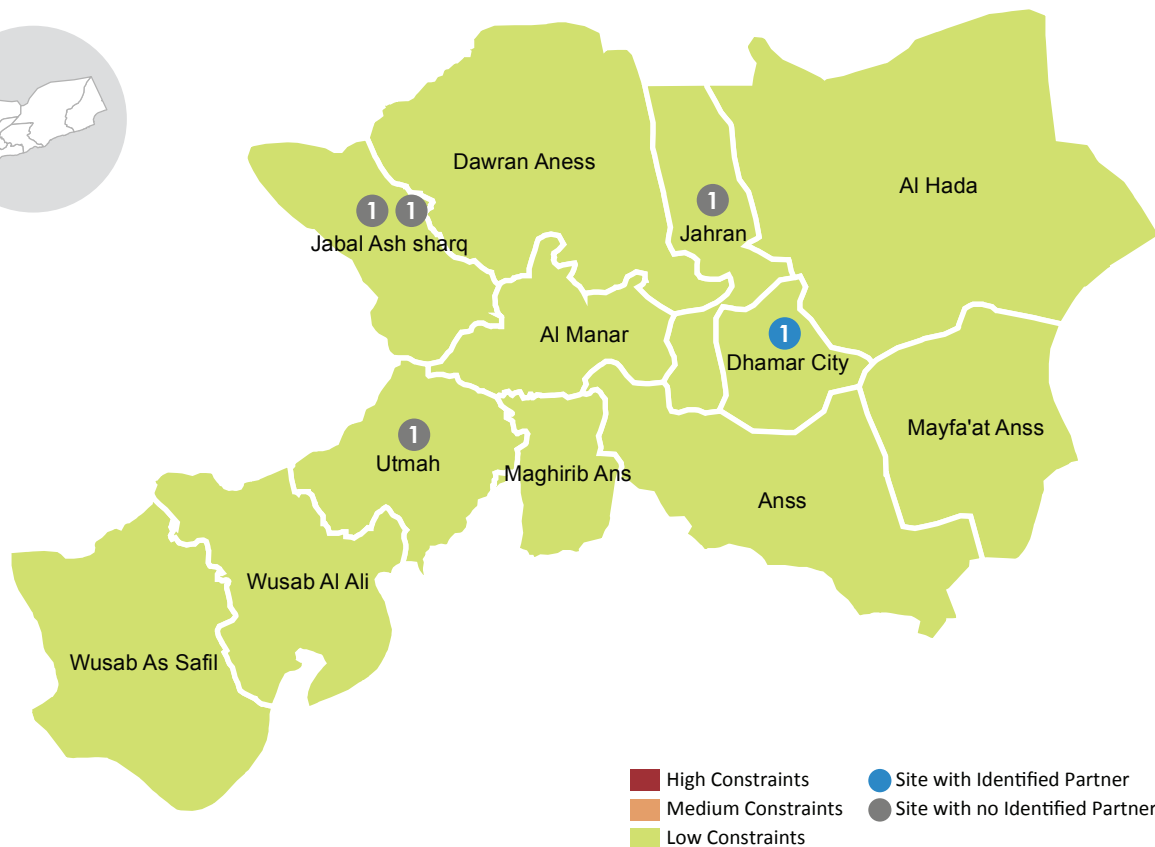 Dawran Aness
Al Hada
1
1
1
Jabal Ash sharq
Jahran
Al Manar
1
Dhamar City
Mayfa'at Anss
1
Utmah
Maghirib Ans
Anss
Wusab Al Ali
Wusab As Safil
High Constraints
Medium Constraints
Low Constraints
Site with Identified Partner
Site with no Identified Partner